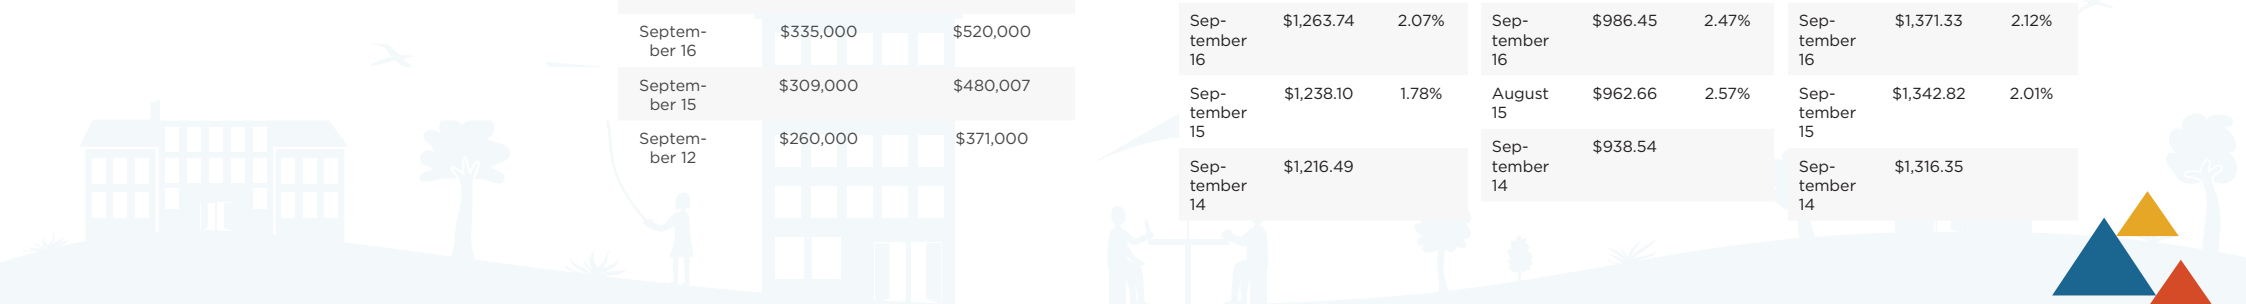 Septem-
ber 16
$335,000
$520,000
Septem-
ber 15
$309,000
$480,007
Septem-
ber 12
$260,000
$371,000
Sep-
tember
16
$1,263.74
2.07%
Sep-
tember
15
$1,238.10
1.78%
Sep-
tember
14
$1,216.49
Sep-
tember
16
$986.45
2.47%
August
15
$962.66
2.57%
Sep-
tember
14
$938.54
Sep-
tember
16
$1,371.33
2.12%
Sep-
tember
15
$1,342.82
2.01%
Sep-
tember
14
$1,316.35